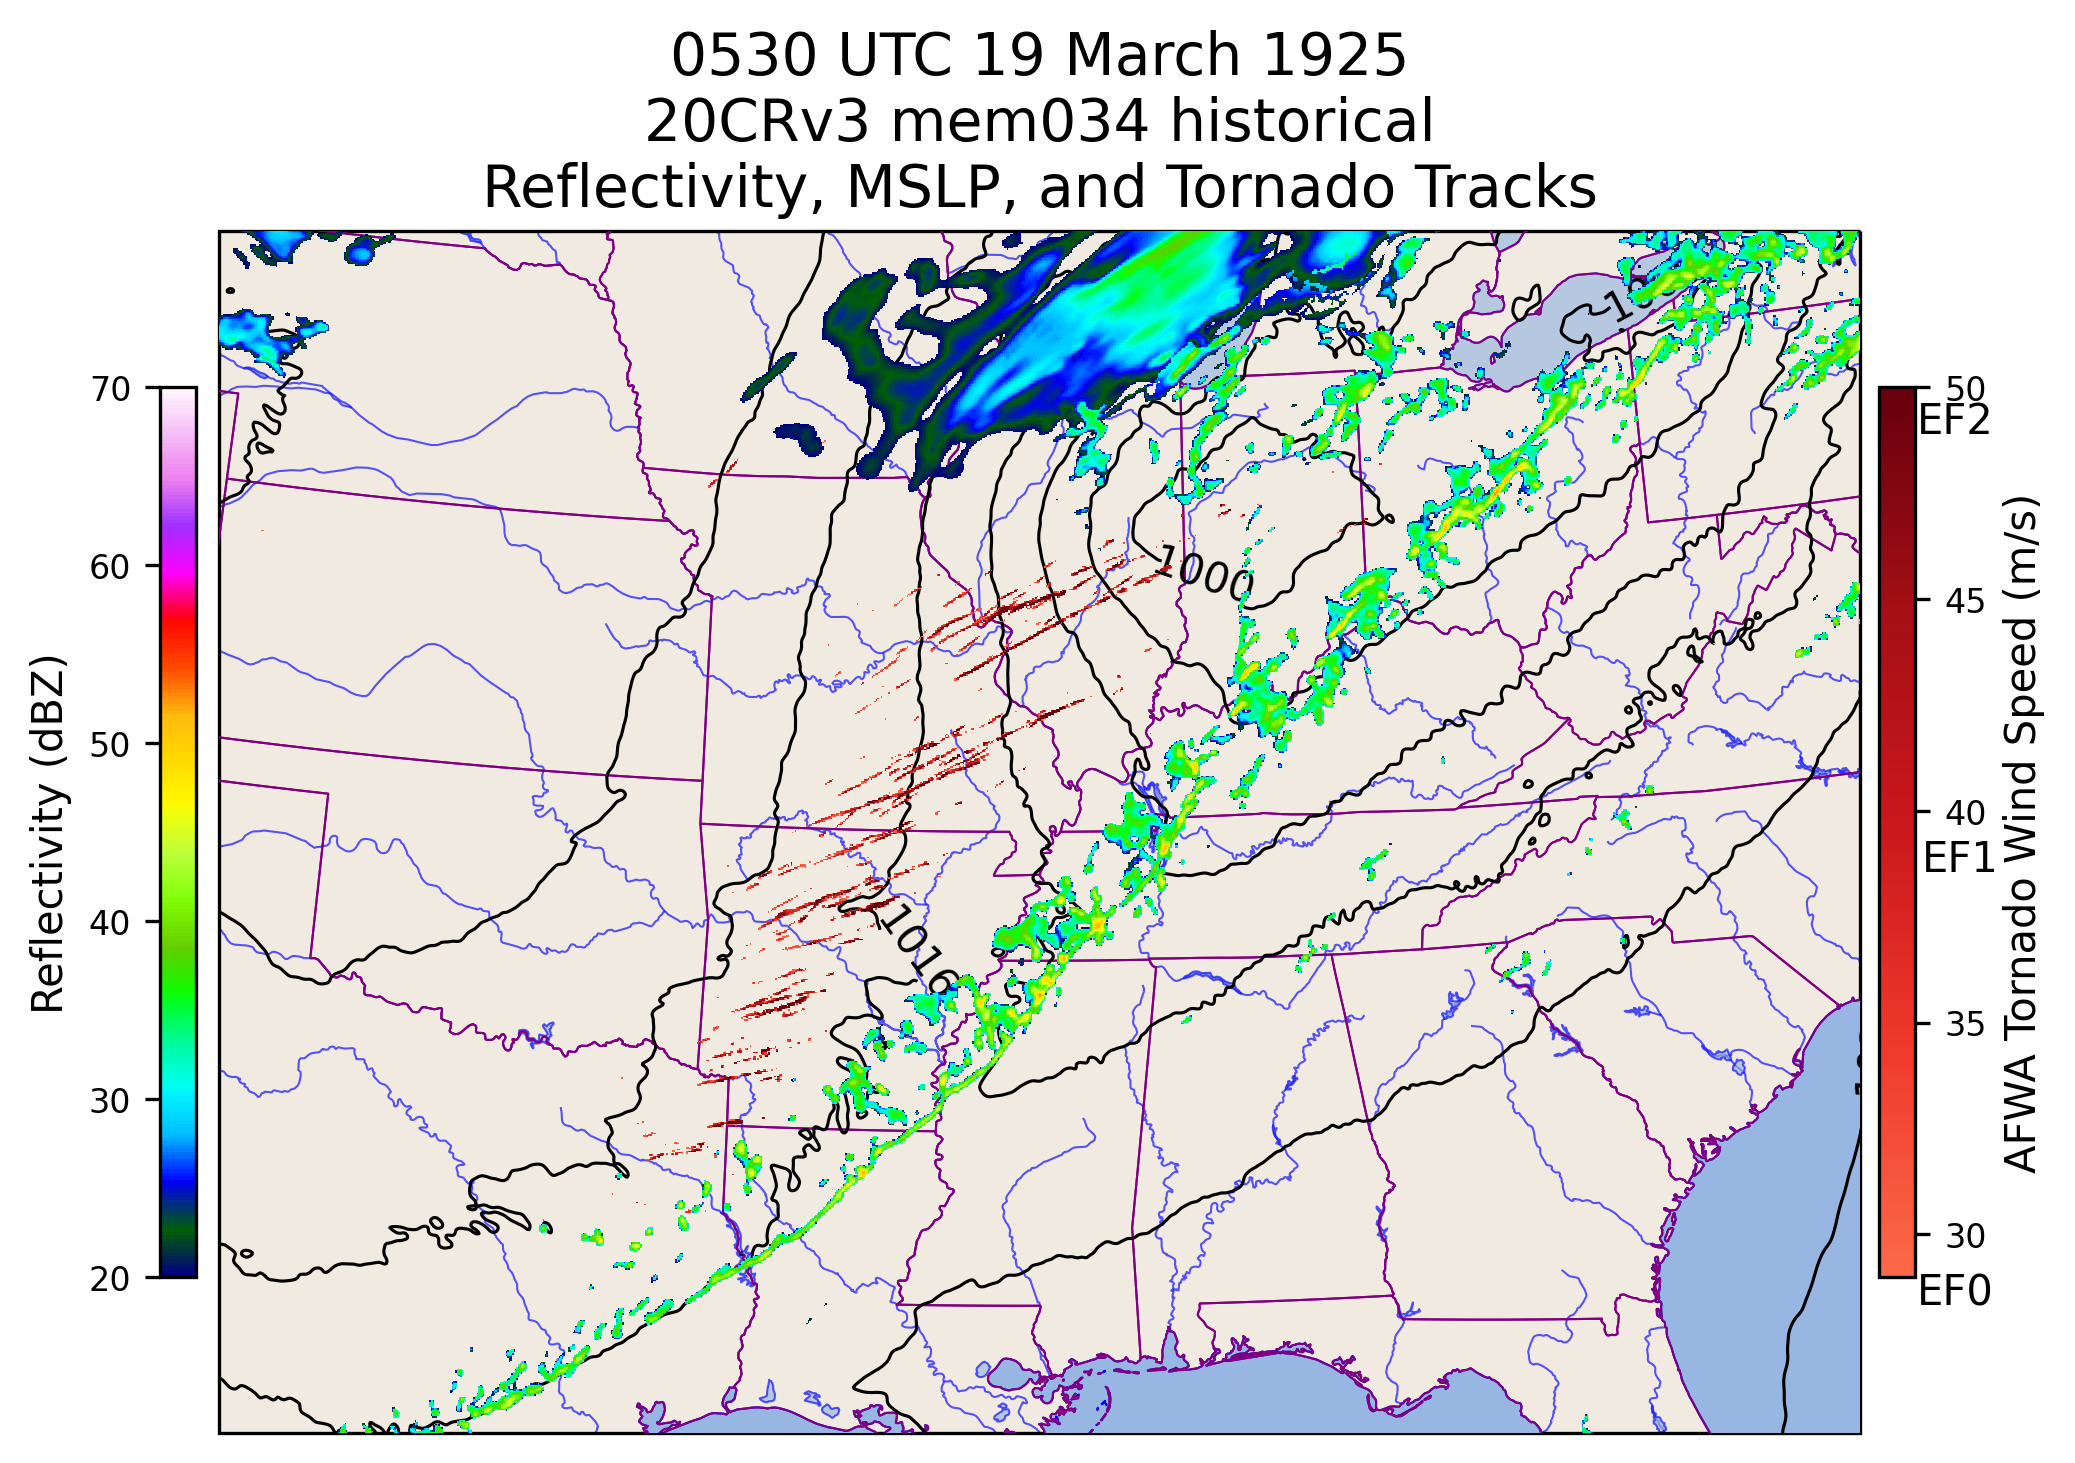 0530 UTC 19 March 1925
20CRv3 mem034 historical
Reflectivity, MSLP, and Tornado Tracks
Reflectivity (dBZ)
70
60
50
40
30
20
1000
1016
50
EF2
45
40
EF1
35
30
EF0
AFWA Tornado Wind Speed (m/s)